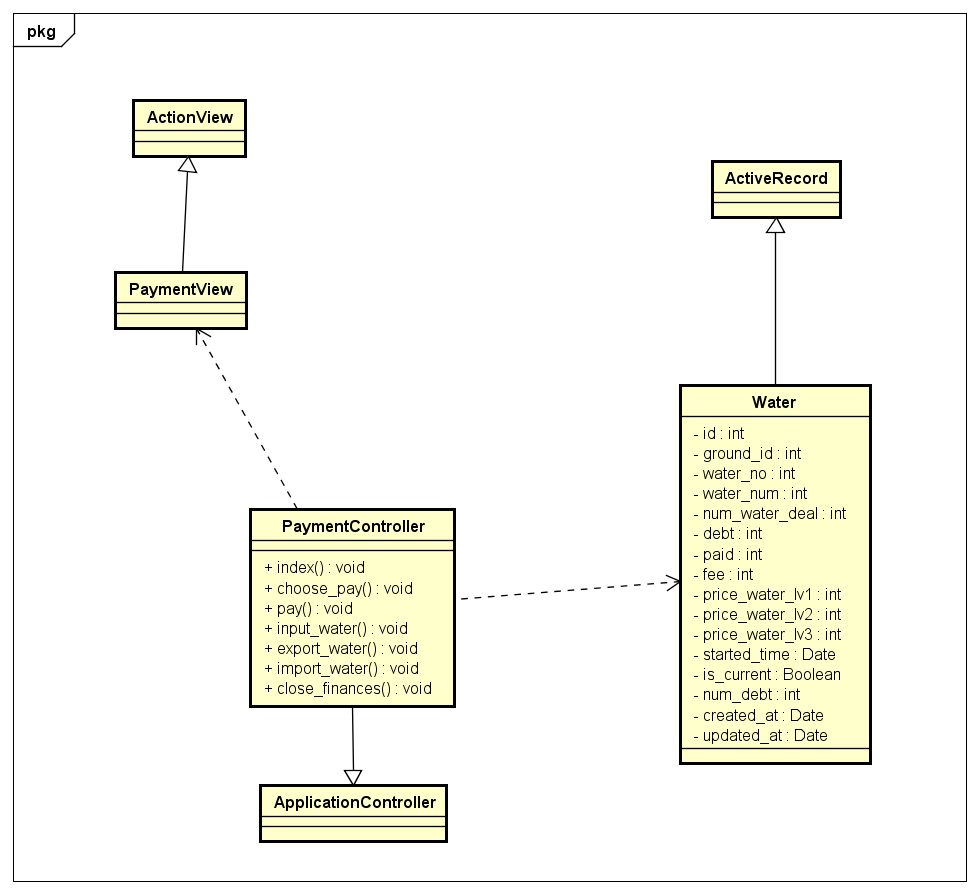 pkg
ActionView
ActiveRecord
PaymentView
Water
- id : int
- ground_id : int
- water_no : int
- water_num : int
- num_water_deal : int
- debt : int
- paid : int
- fee : int
- price_water_lv1 : int
- price_water_lv2 : int
- price_water_lv3 : int
- started_time : Date
- is_current : Boolean
- num_debt : int
- created_at : Date
- updated_at : Date
PaymentController
+ index() : void
+ choose_pay() : void
+ pay() : void
+ input_water() : void
+ export_water() : void
+ import_water() : void
+ close_finances() : void
ApplicationController